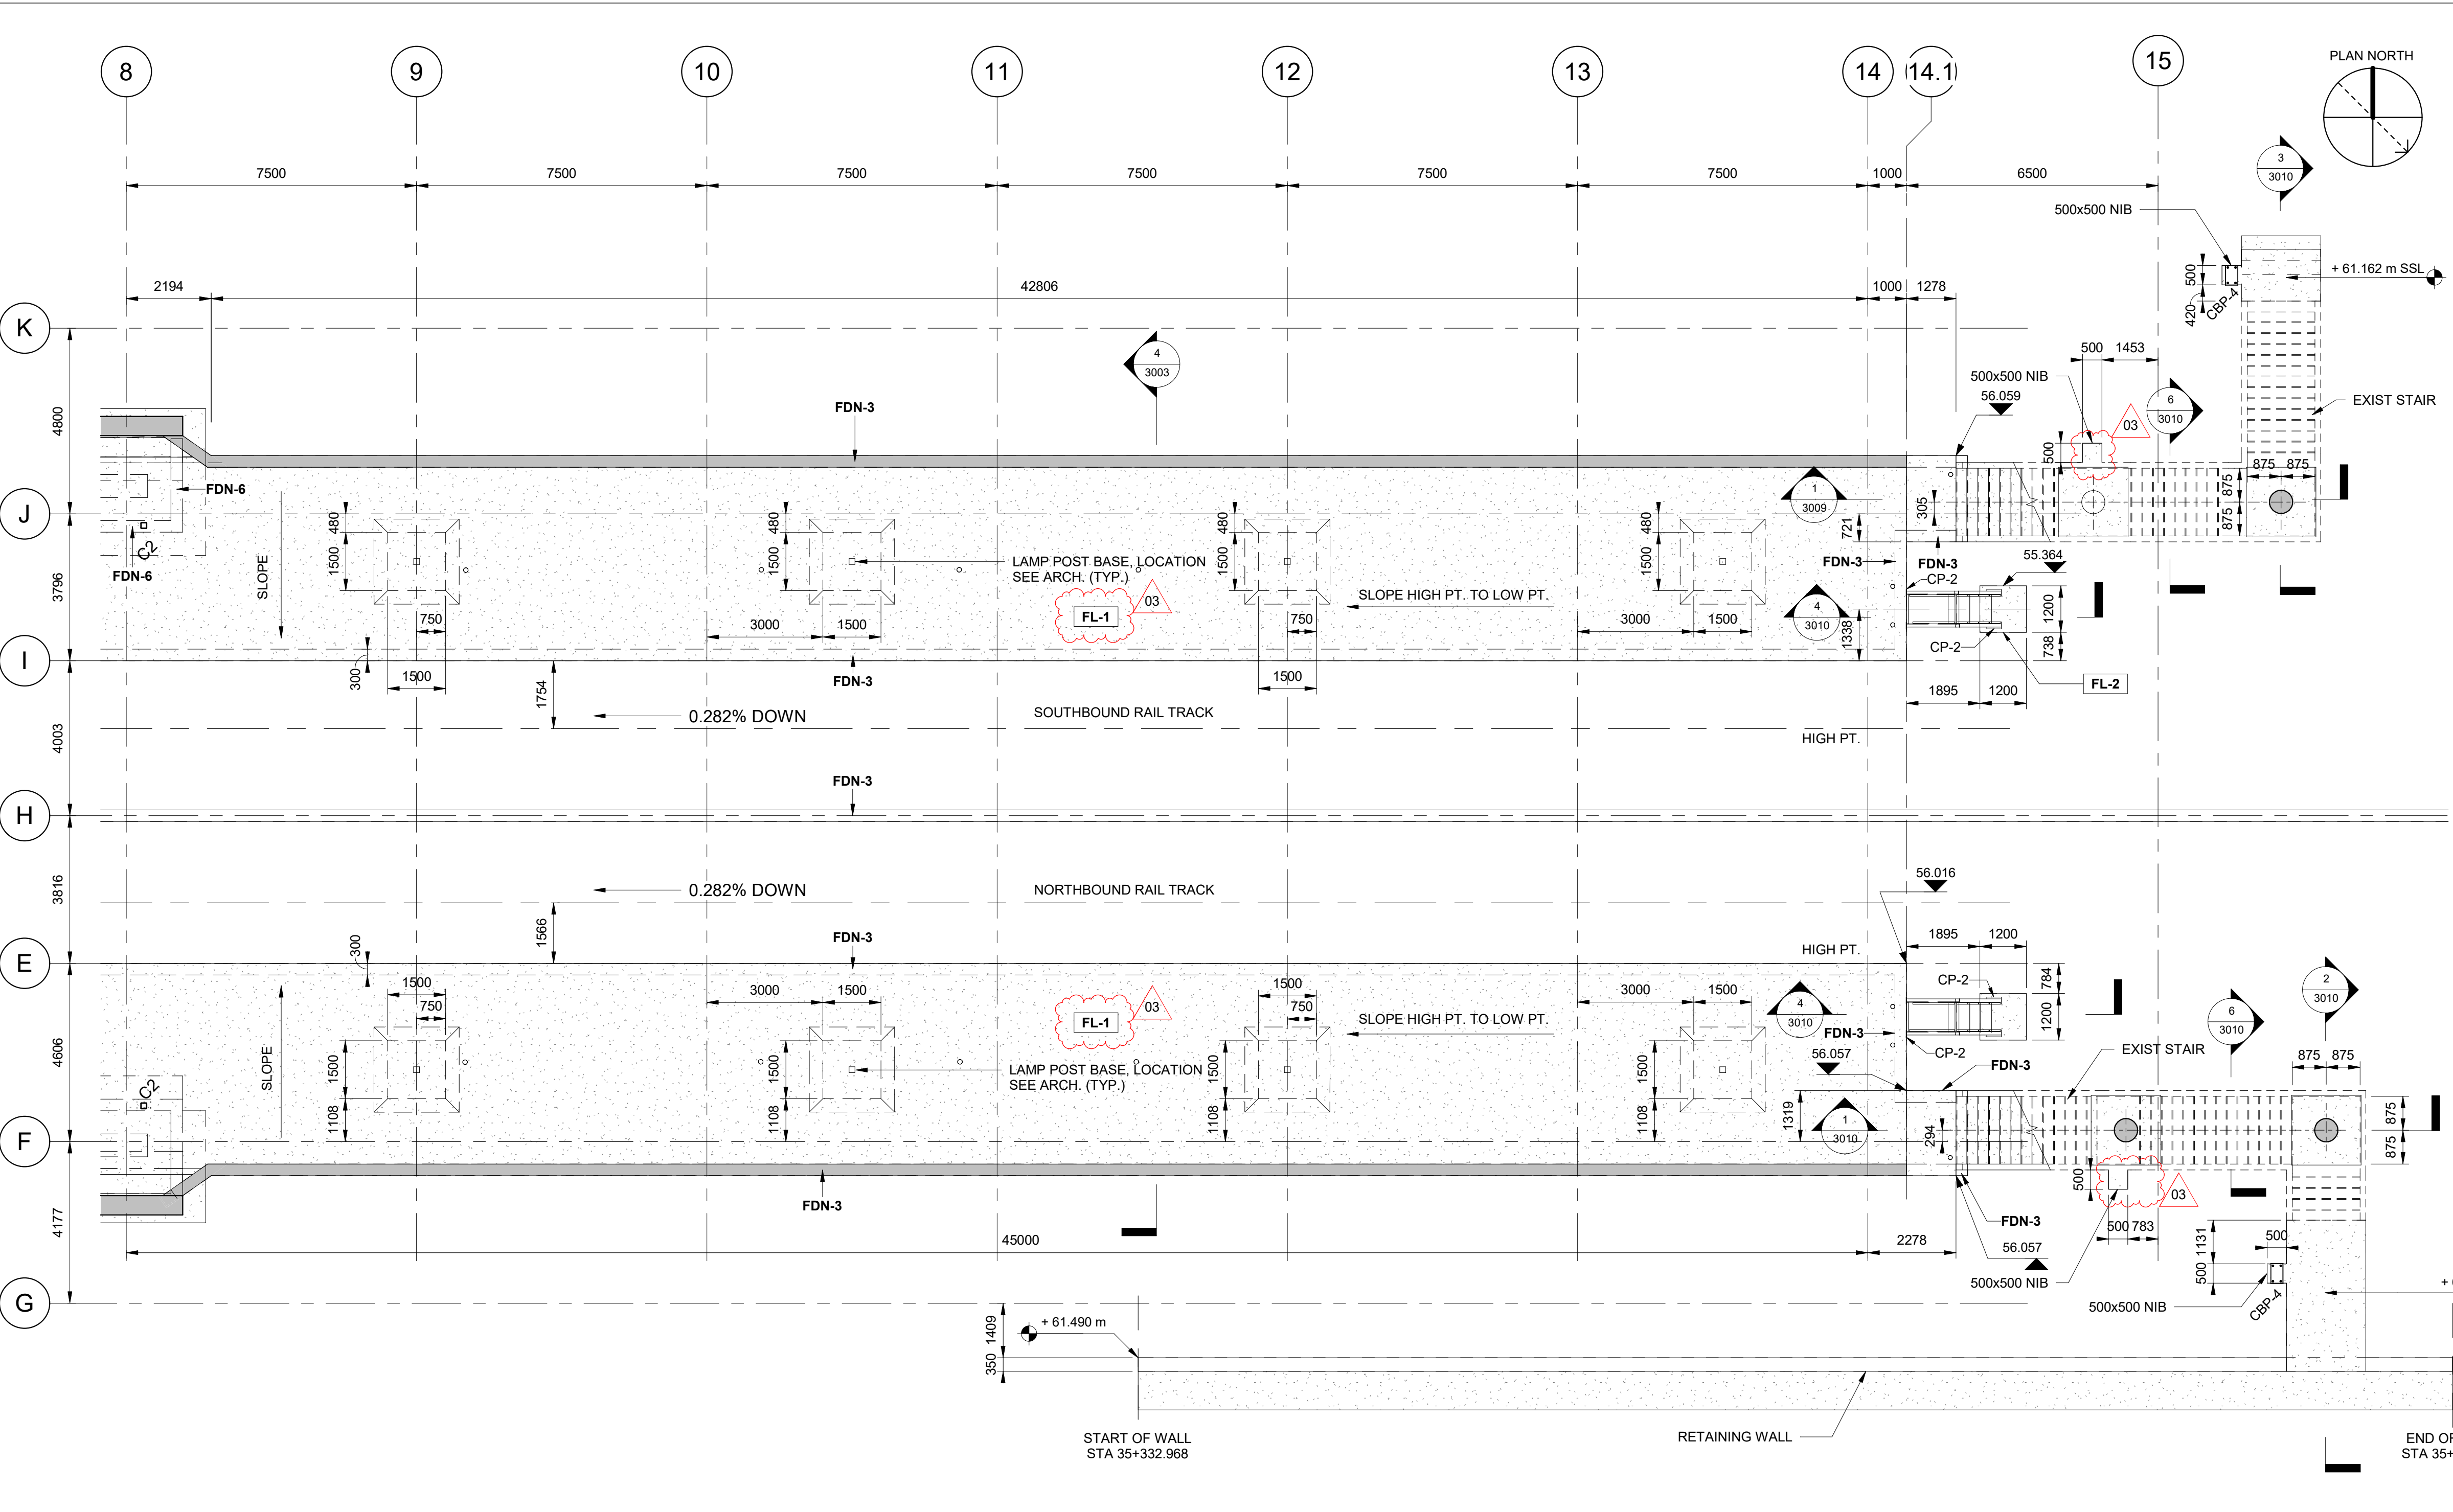 8
9
10
11
12
13
14
14.1
15
PLAN NORTH
7500
7500
7500
7500
7500
7500
1000
6500
3
3010
500x500 NIB
2194
42806
1000
1278
500
420
CBP-4
+ 61.162 m SSL
K
4
3003
500
1453
500x500 NIB
56.059
6
3010
03
EXIST STAIR
4800
FDN-3
500
875
875
FDN-6
1
3009
305
875
875
J
480
480
480
480
721
C2
FDN-6
SLOPE
1500
1500
LAMP POST BASE, LOCATION
SEE ARCH. (TYP.)
1500
1500
FDN-3
FDN-3
55.364
CP-2
3796
03
FL-1
SLOPE HIGH PT. TO LOW PT.
4
3010
1200
750
3000
1500
750
3000
1500
1338
CP-2
738
I
300
1500
1754
FDN-3
1500
1895
1200
FL-2
0.282% DOWN
SOUTHBOUND RAIL TRACK
HIGH PT.
4003
FDN-3
H
3816
0.282% DOWN
NORTHBOUND RAIL TRACK
56.016
1566
300
FDN-3
HIGH PT.
1895
1200
E
1500
750
3000
1500
03
FL-1
1500
750
3000
1500
4
3010
CP-2
784
1200
2
3010
6
3010
SLOPE HIGH PT. TO LOW PT.
FDN-3
4606
SLOPE
1500
1500
LAMP POST BASE, LOCATION
SEE ARCH. (TYP.)
1500
1500
56.057
CP-2
FDN-3
EXIST STAIR
875
875
C2
1108
1108
1108
1108
1319
1
3010
294
875
875
F
FDN-3
500
03
4177
45000
2278
FDN-3
56.057
500
783
1131
500
500
500x500 NIB
500x500 NIB
CBP-4
G
1409
350
+ 61.490 m
START OF WALL
STA 35+332.968
RETAINING WALL
END OF
STA 35+